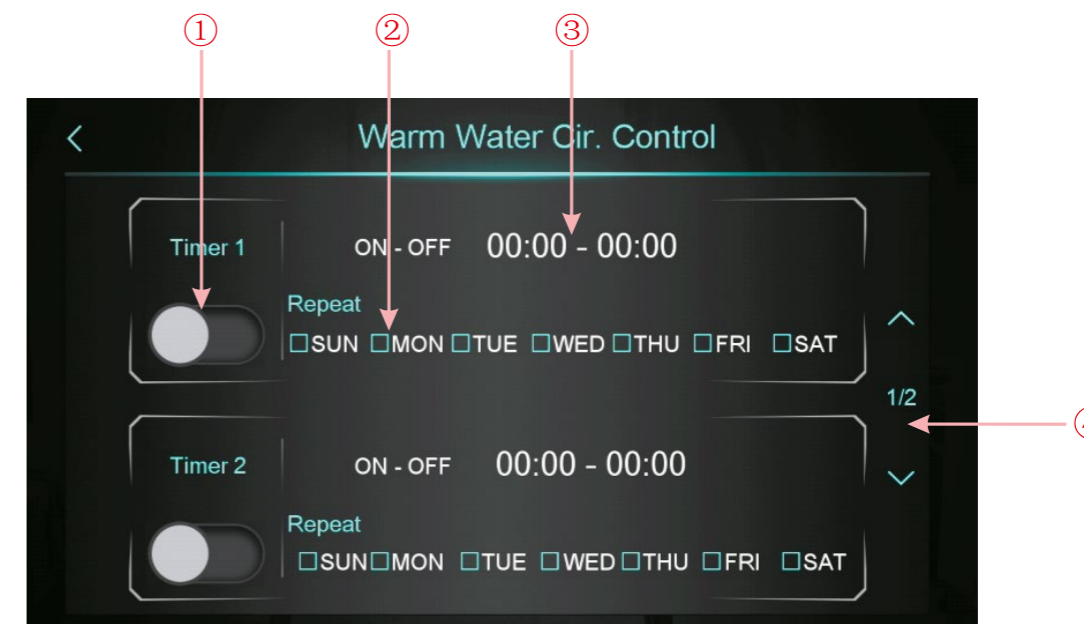 ① ② ③
Warm Water Cir. Control
Timer 1 ON - OFF 00:00 - 00:00
Repeat
SUN MON TUE WED THU FRI SAT
1/2
Timer 2 ON - OFF 00:00 - 00:00
Repeat
SUN MON TUE WED THU FRI SAT